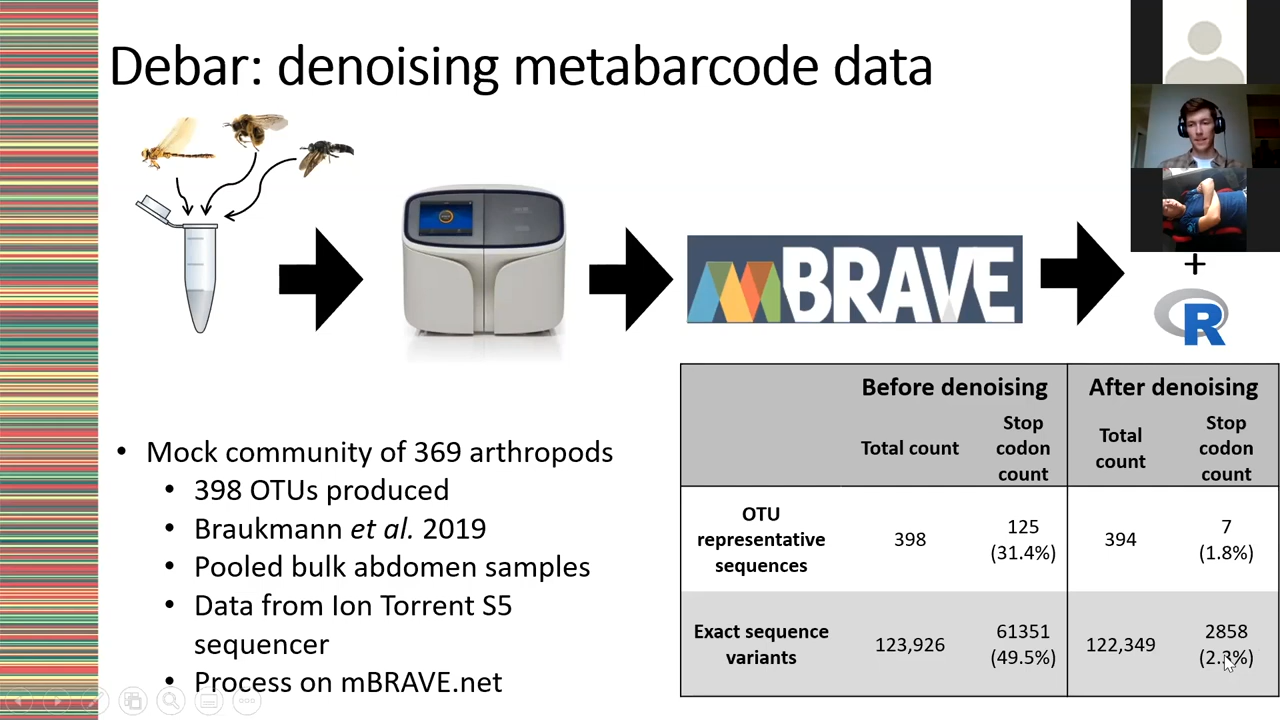 Debar: denoising metabarcode data
mBRAVE
+
R
• Mock community of 369 arthropods
• 398 OTUs produced
• Braukmann et al. 2019
• Pooled bulk abdomen samples
• Data from Ion Torrent S5
sequencer
• Process on mBRAVE.net
Before denoising After denoising
Total count Stop codon count Total count Stop codon count
OTU representative sequences 398 125 (31.4%) 394 7 (1.8%)
Exact sequence variants 123,926 61351 (49.5%) 122,349 2858